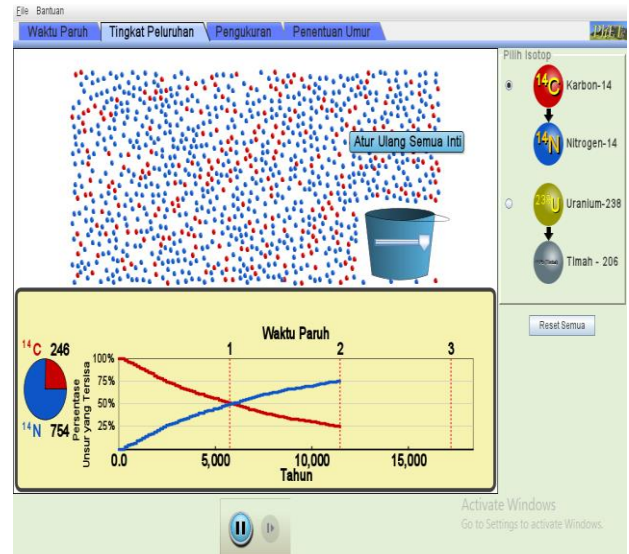 File Bantuan
Waktu Paruh Tingkat Peluruhan Pengukuran Penentuan Umur
PhET
Pilih Isotop
14C Karbon-14
14N Nitrogen-14
238U Uranium-238
Timah - 206
Reset Semua
Atur Ulang Semua Inti
Waktu Paruh
1 2 3
14C 246
14N 754
Persentase
Unsur yang Tersisa
100%
75%
50%
25%
0.0 5,000 10,000 15,000
Tahun
Activate Windows
Go to Settings to activate Windows.